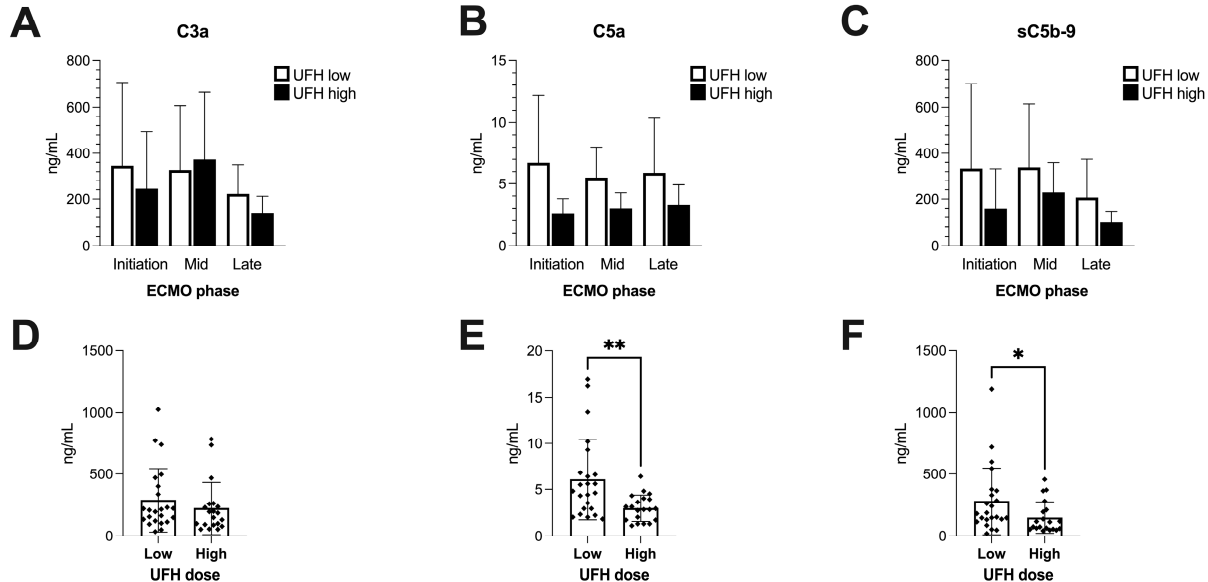 A
C3a
800
600
400
200
0
ng/mL
UFH low
UFH high
Initiation Mid Late
ECMO phase
B
C5a
15
10
5
0
ng/mL
UFH low
UFH high
Initiation Mid Late
ECMO phase
C
sC5b-9
800
600
400
200
0
ng/mL
UFH low
UFH high
Initiation Mid Late
ECMO phase
D
1500
1000
500
0
ng/mL
Low High
UFH dose
E
20
15
10
5
0
ng/mL
**
Low High
UFH dose
F
1500
1000
500
0
ng/mL
*
Low High
UFH dose